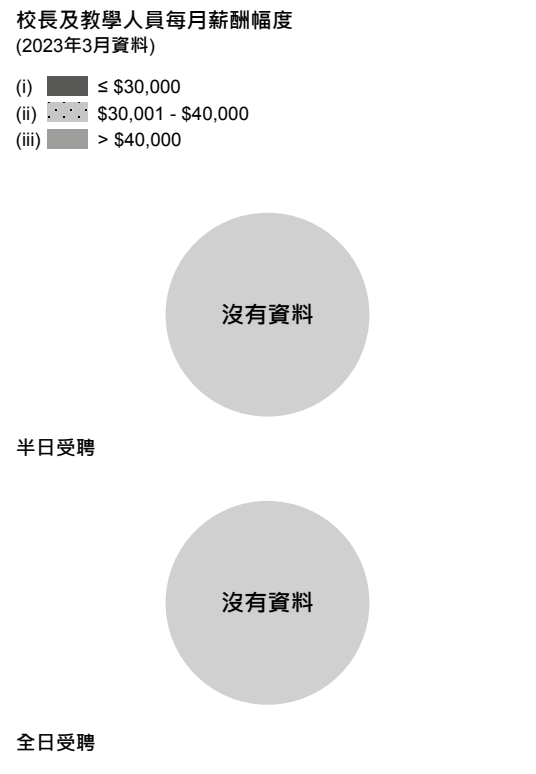 校長及教學人員每月薪酬幅度
(2023年3月資料)
(i) ≤ $30,000
(ii) $30,001 - $40,000
(iii) > $40,000
沒有資料
半日受聘
沒有資料
全日受聘